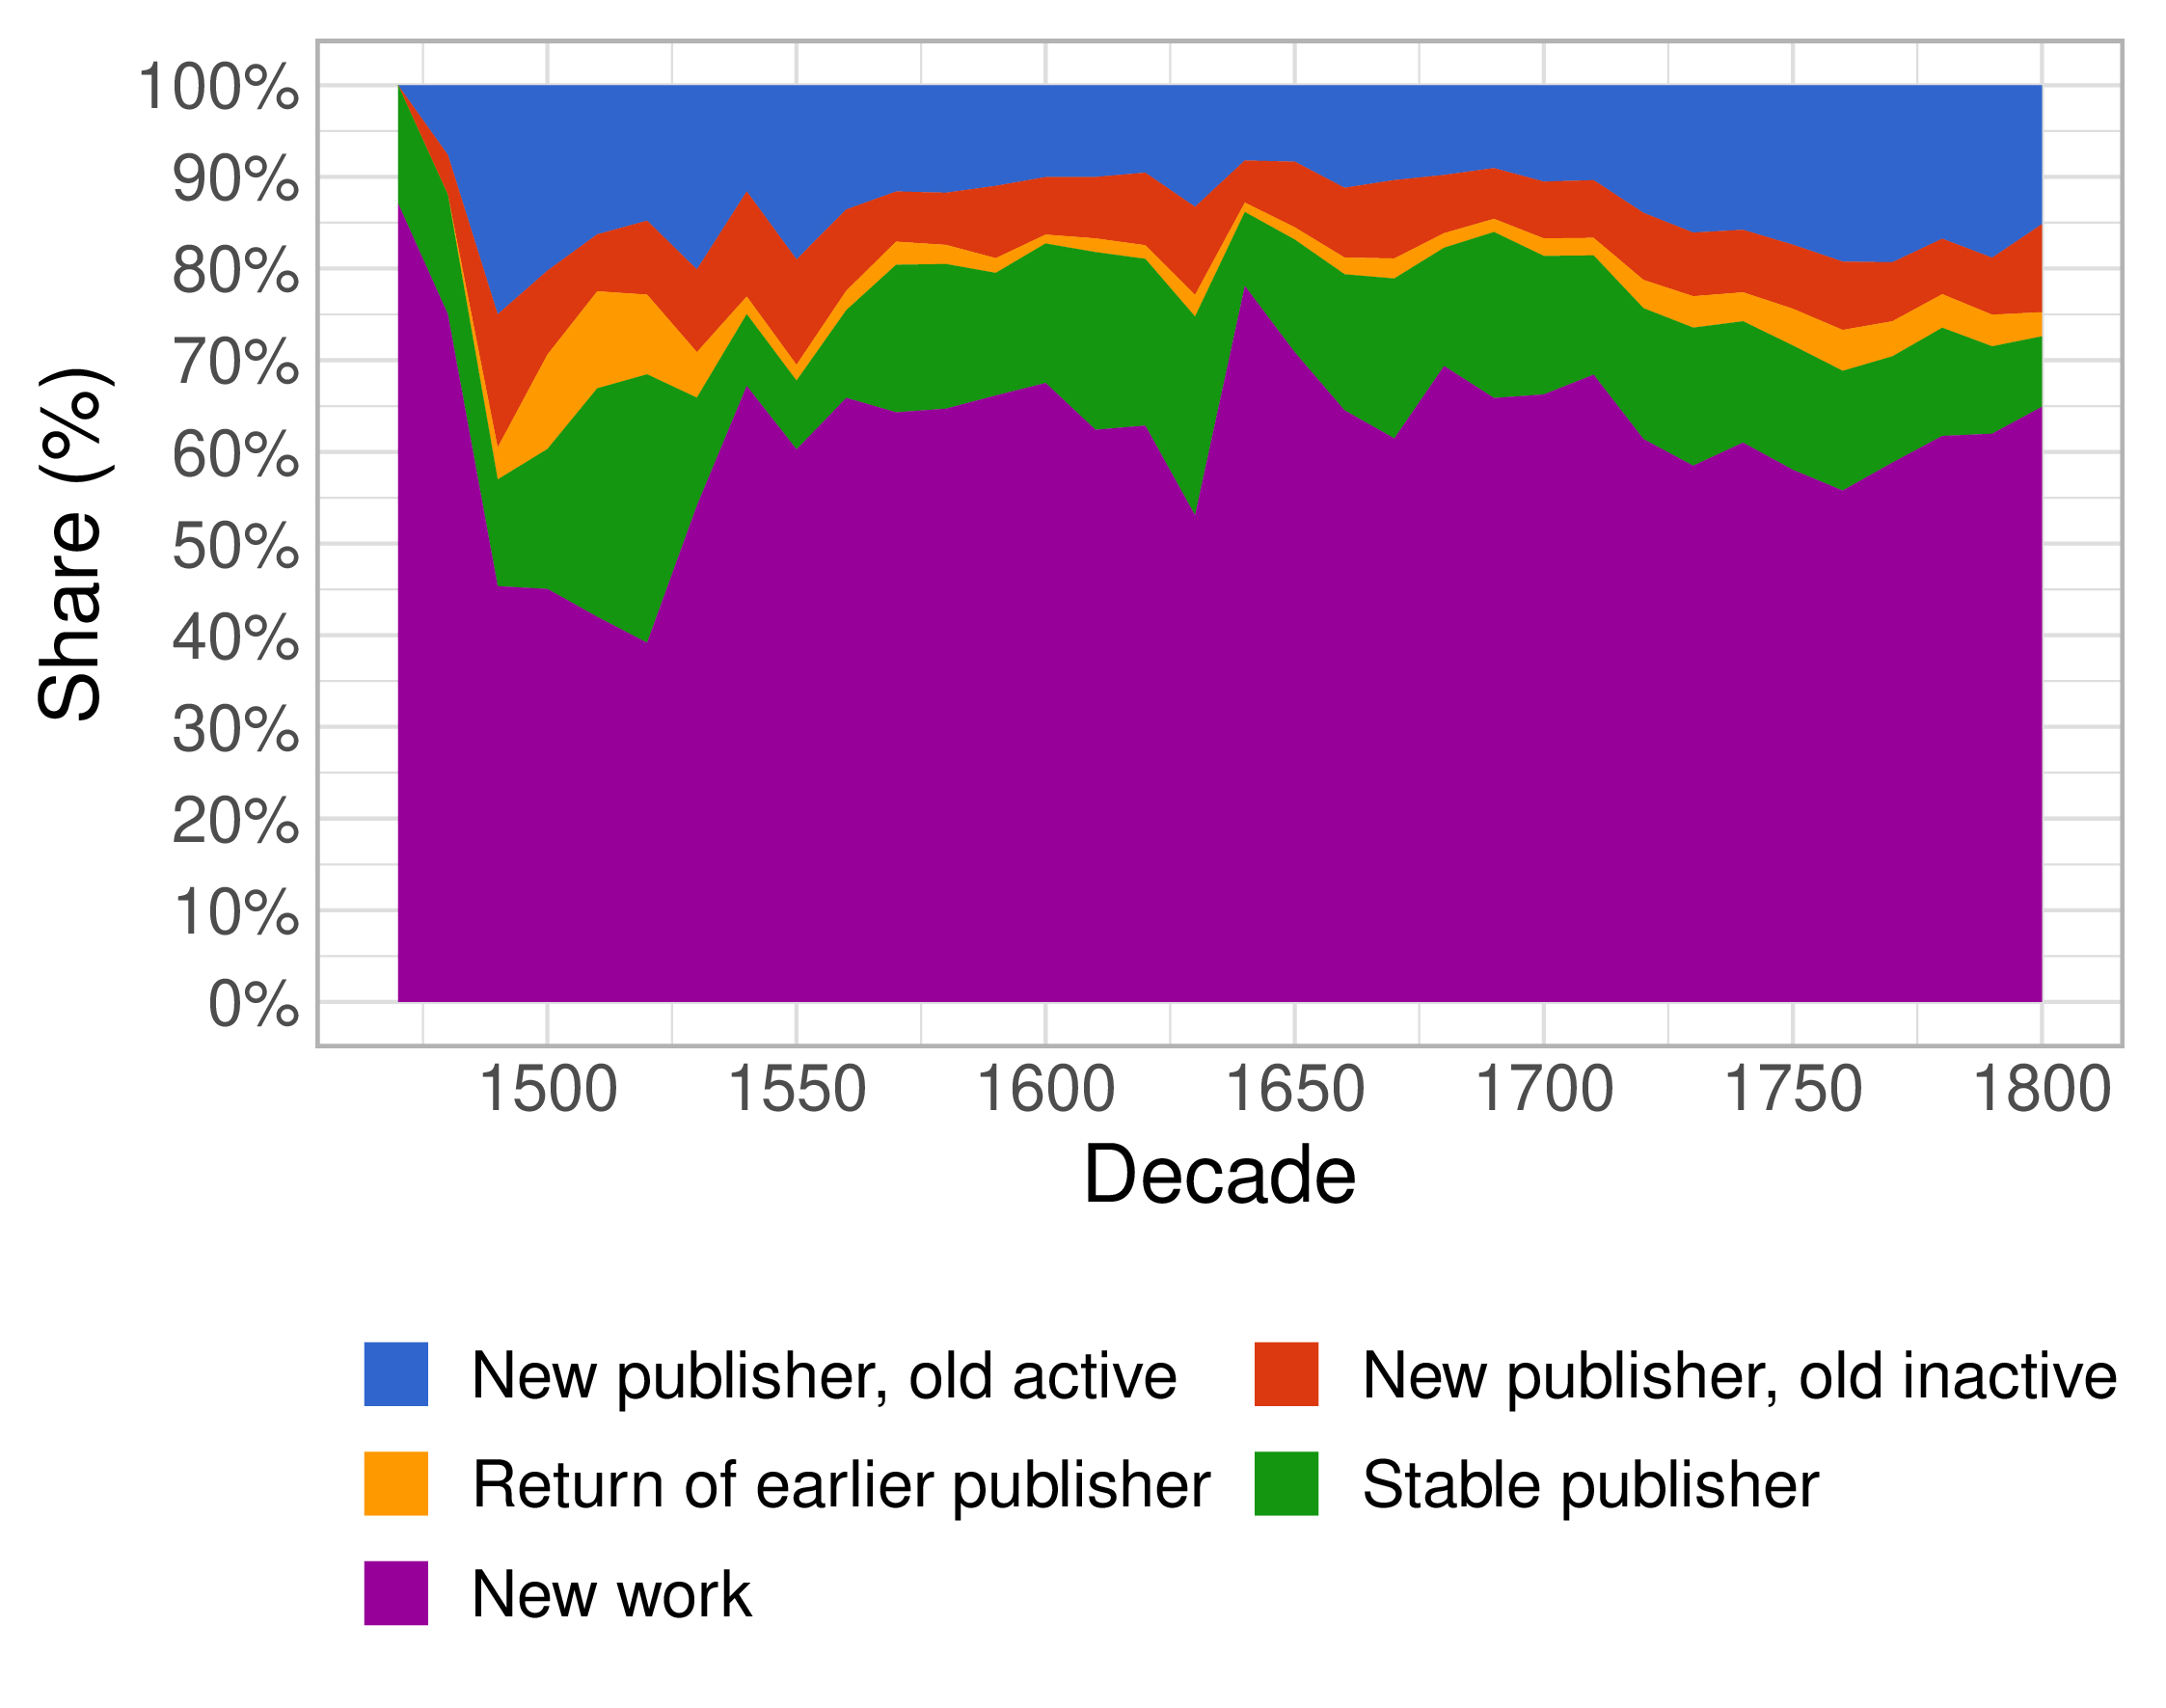 100%
90%
80%
70%
60%
50%
40%
30%
20%
10%
0%
Share (%)
1500 1550 1600 1650 1700 1750 1800
Decade
New publisher, old active New publisher, old inactive
Return of earlier publisher Stable publisher
New work